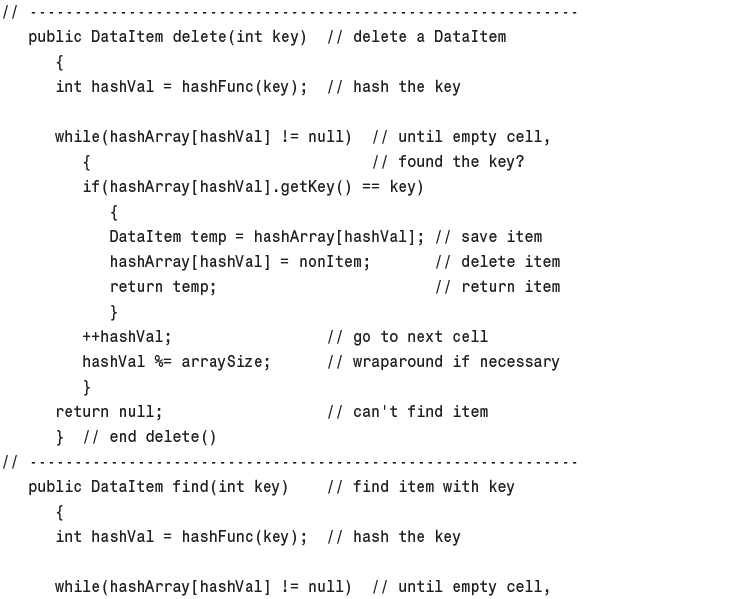 // -------------------------------------------------------------
   public DataItem delete(int key)  // delete a DataItem
      {
      int hashVal = hashFunc(key);  // hash the key

      while(hashArray[hashVal] != null)  // until empty cell,
         {                               // found the key?
         if(hashArray[hashVal].getKey() == key)
            {
            DataItem temp = hashArray[hashVal]; // save item
            hashArray[hashVal] = nonItem;       // delete item
            return temp;                        // return item
            }
         ++hashVal;                 // go to next cell
         hashVal %= arraySize;      // wraparound if necessary
         }
      return null;                  // can't find item
      }  // end delete()
// -------------------------------------------------------------
   public DataItem find(int key)    // find item with key
      {
      int hashVal = hashFunc(key);  // hash the key

      while(hashArray[hashVal] != null)  // until empty cell,